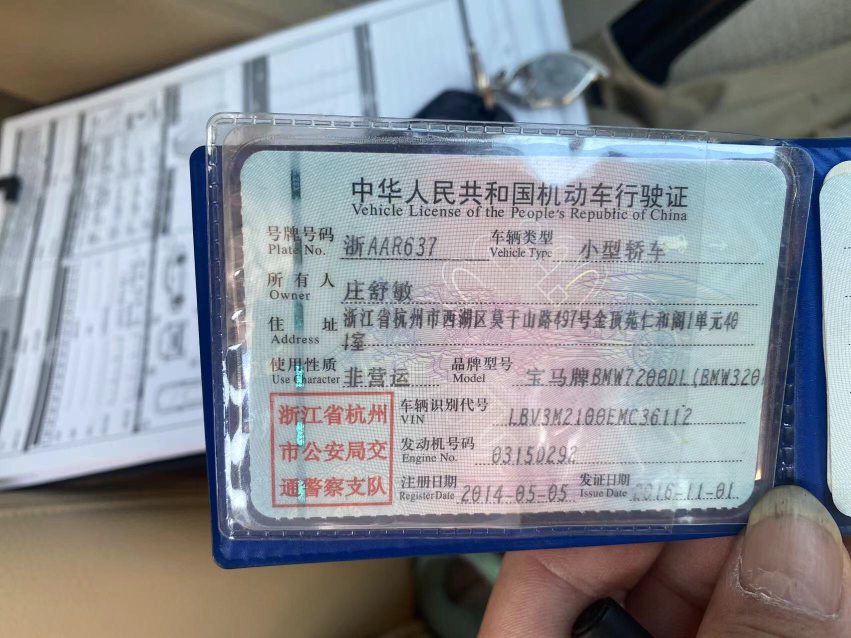 中华人民共和国机动车行驶证
Vehicle License of the People's Republic of China
号牌号码 浙AAR637 车辆类型 小型轿车
Plate No. Vehicle Type
所有人 庄舒敏
Owner
住址 浙江省杭州市西湖区莫干山路497号金顶苑仁和阁1单元40
Address 1室
使用性质 非营运 品牌型号 宝马牌BMW7200DL(BMW320
Use Character Model
浙江省杭州
市公安局交
通警察支队
车辆识别代号 LBV3M2100EMC36112
VIN
发动机号码 03150292
Engine No.
注册日期 2014-05-05 发证日期 2016-11-01
Register Date Issue Date